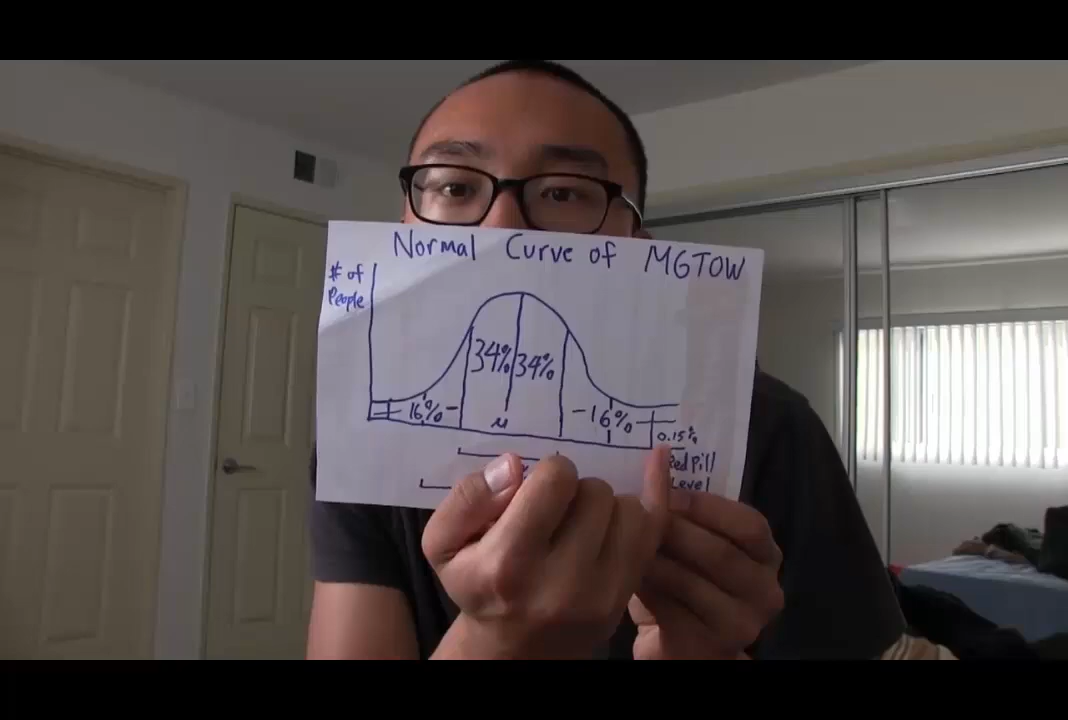 Normal Curve of MGTOW
# of
People
34% 34%
16% 16%
μ
0.15%
Red Pill
Level